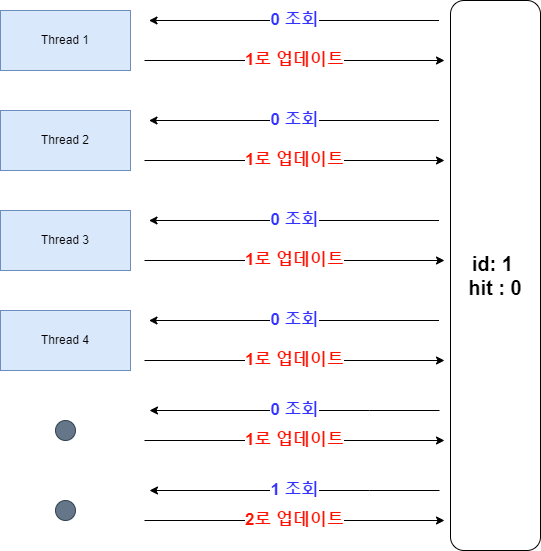 Thread 1
0 조회
1로 업데이트
Thread 2
0 조회
1로 업데이트
Thread 3
0 조회
1로 업데이트
Thread 4
0 조회
1로 업데이트
0 조회
1로 업데이트
1 조회
2로 업데이트
id: 1
hit : 0